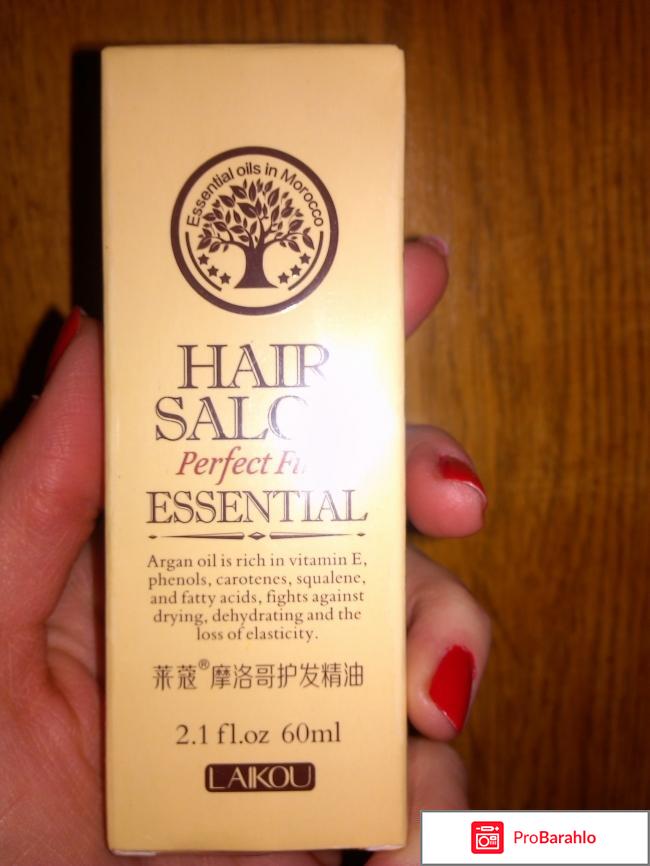 Essential oils in Morocco
HAIR
Perfect
ESSENTIAL
Argan oil is rich in vitamin E,
phenols, carotenes, squalene,
and fatty acids, fights against
drying, dehydrating and the
loss of elasticity.
莱蔻®摩洛哥护发精油
2.1 fl.oz 60ml
LAIKOU
ProBarahlo